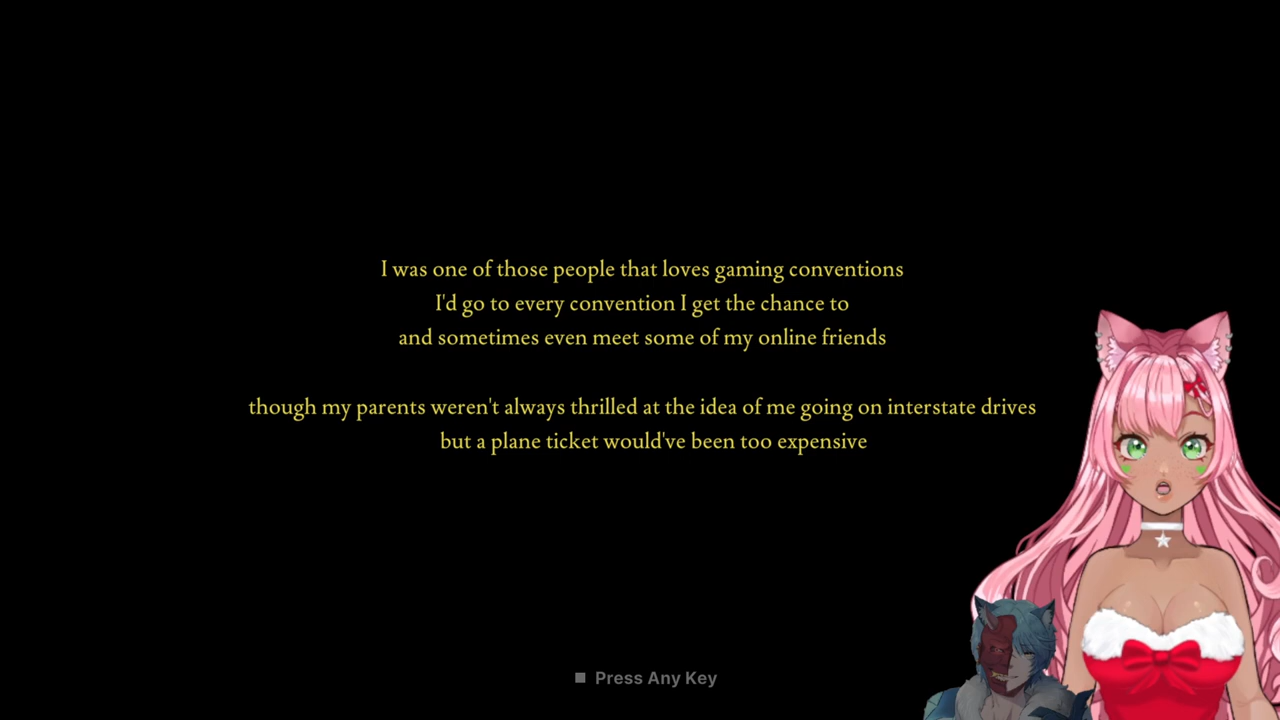 I was one of those people that loves gaming conventions
I'd go to every convention I get the chance to
and sometimes even meet some of my online friends
though my parents weren't always thrilled at the idea of me going on interstate drives
but a plane ticket would've been too expensive
Press Any Key